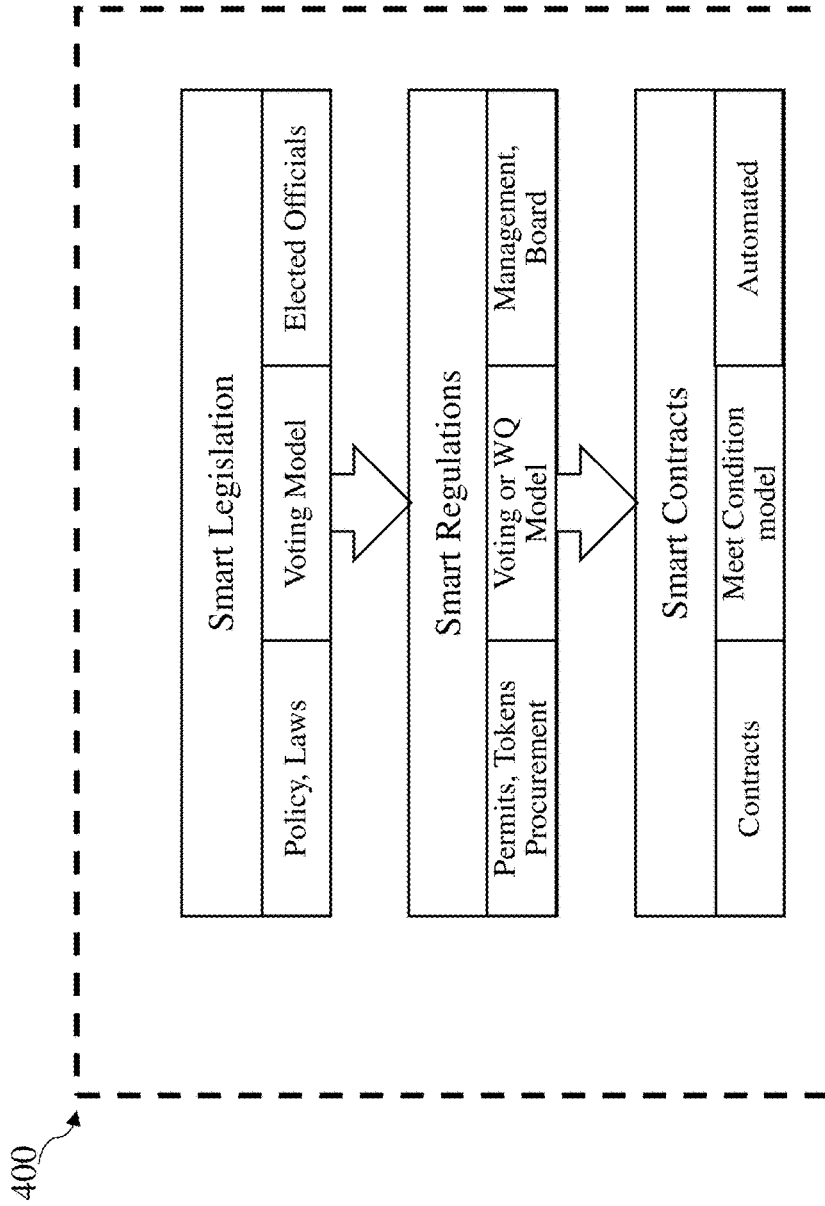 400
Smart Legislation
Policy, Laws
Voting Model
Elected Officials
Smart Regulations
Permits, Tokens
Procurement
Voting or WQ
Model
Management,
Board
Smart Contracts
Contracts
Meet Condition
model
Automated